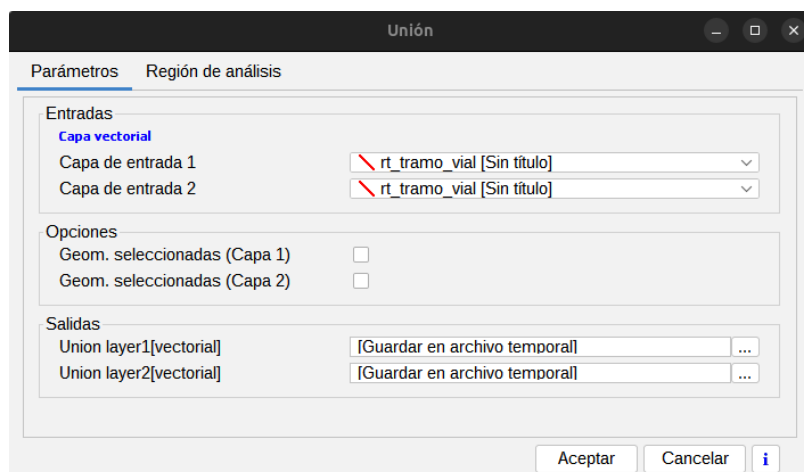 Unión
Parámetros Región de análisis
Entradas
Capa vectorial
Capa de entrada 1 rt_tramo_vial [Sin título]
Capa de entrada 2 rt_tramo_vial [Sin título]
Opciones
Geom. seleccionadas (Capa 1)
Geom. seleccionadas (Capa 2)
Salidas
Union layer1[vectorial] [Guardar en archivo temporal] ...
Union layer2[vectorial] [Guardar en archivo temporal] ...
Aceptar Cancelar i